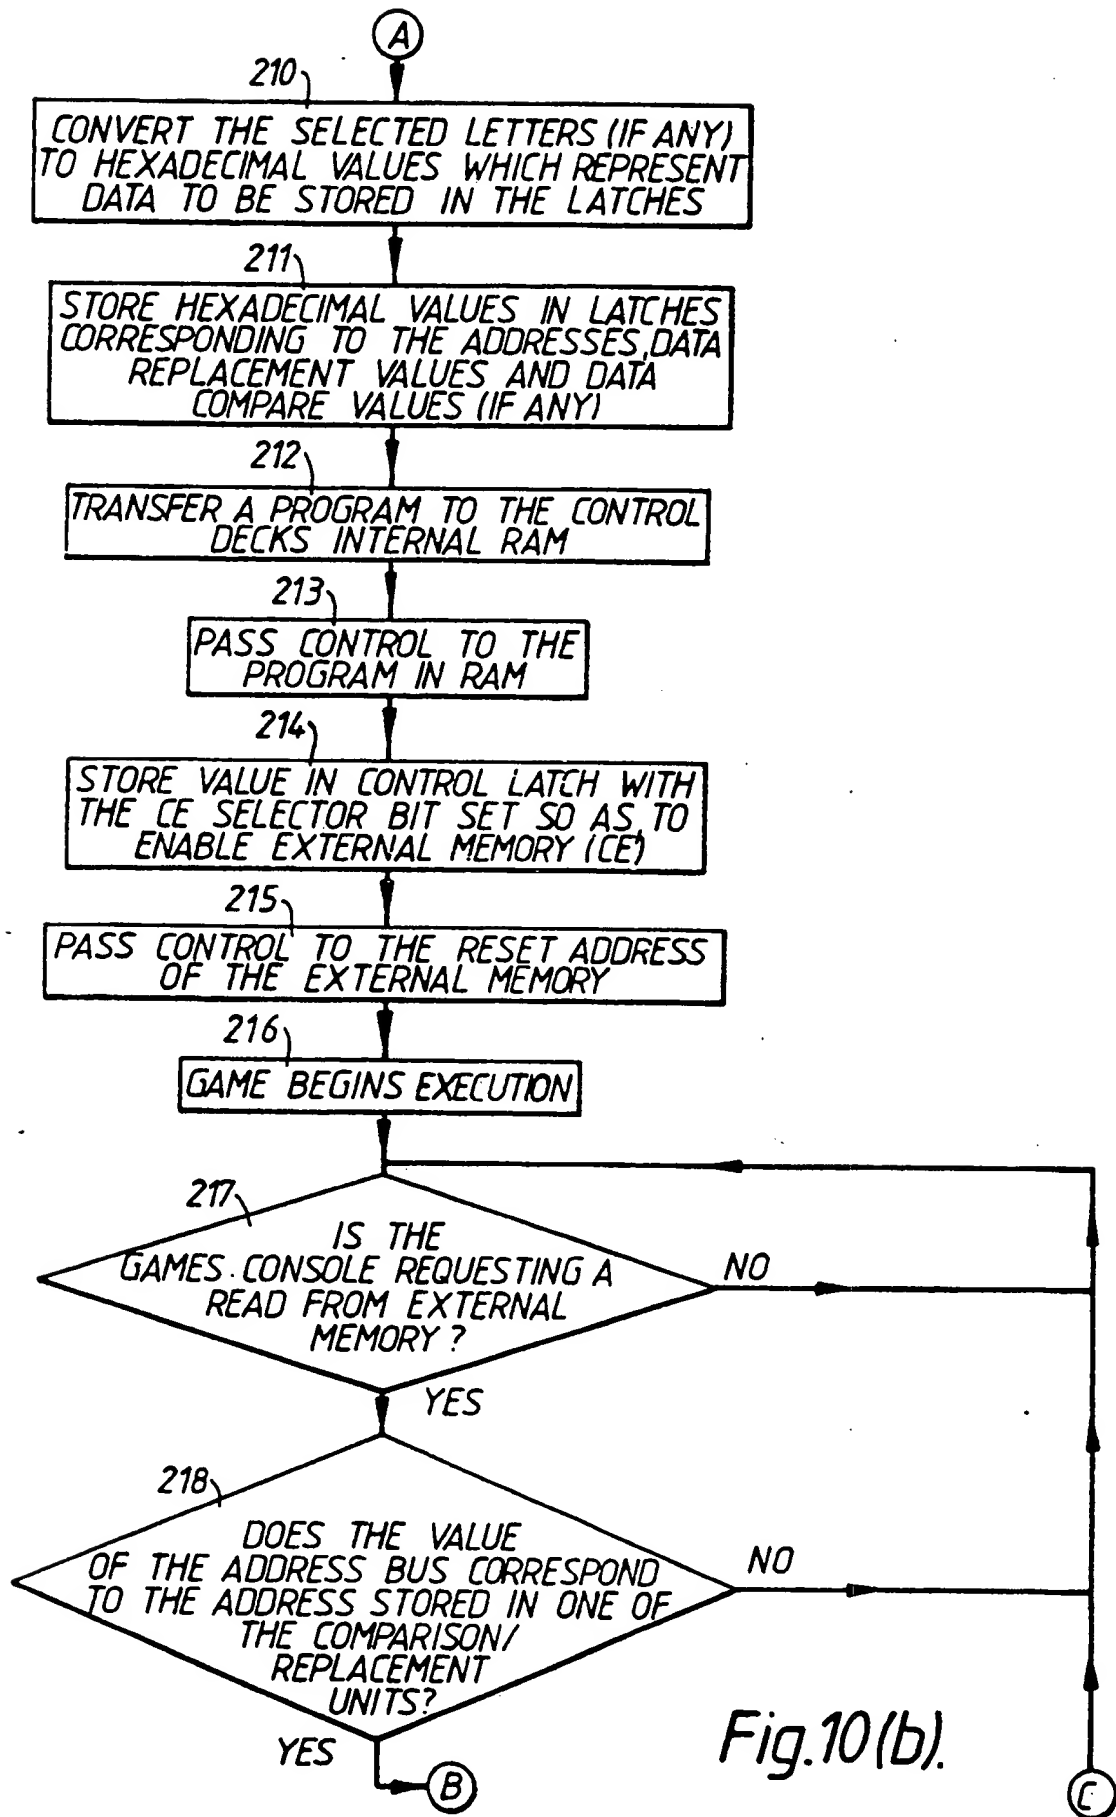 A
210
CONVERT THE SELECTED LETTERS (IF ANY)
TO HEXADECIMAL VALUES WHICH REPRESENT
DATA TO BE STORED IN THE LATCHES
211
STORE HEXADECIMAL VALUES IN LATCHES
CORRESPONDING TO THE ADDRESSES, DATA
REPLACEMENT VALUES AND DATA
COMPARE VALUES (IF ANY)
212
TRANSFER A PROGRAM TO THE CONTROL
DECKS INTERNAL RAM
213
PASS CONTROL TO THE
PROGRAM IN RAM
214
STORE VALUE IN CONTROL LATCH WITH
THE CE SELECTOR BIT SET SO AS TO
ENABLE EXTERNAL MEMORY (CE')
215
PASS CONTROL TO THE RESET ADDRESS
OF THE EXTERNAL MEMORY
216
GAME BEGINS EXECUTION
217
IS THE
GAMES CONSOLE REQUESTING A
READ FROM EXTERNAL
MEMORY ?
NO
YES
218
DOES THE VALUE
OF THE ADDRESS BUS CORRESPOND
TO THE ADDRESS STORED IN ONE OF
THE COMPARISON/
REPLACEMENT
UNITS?
NO
YES
B
Fig.10(b).
C